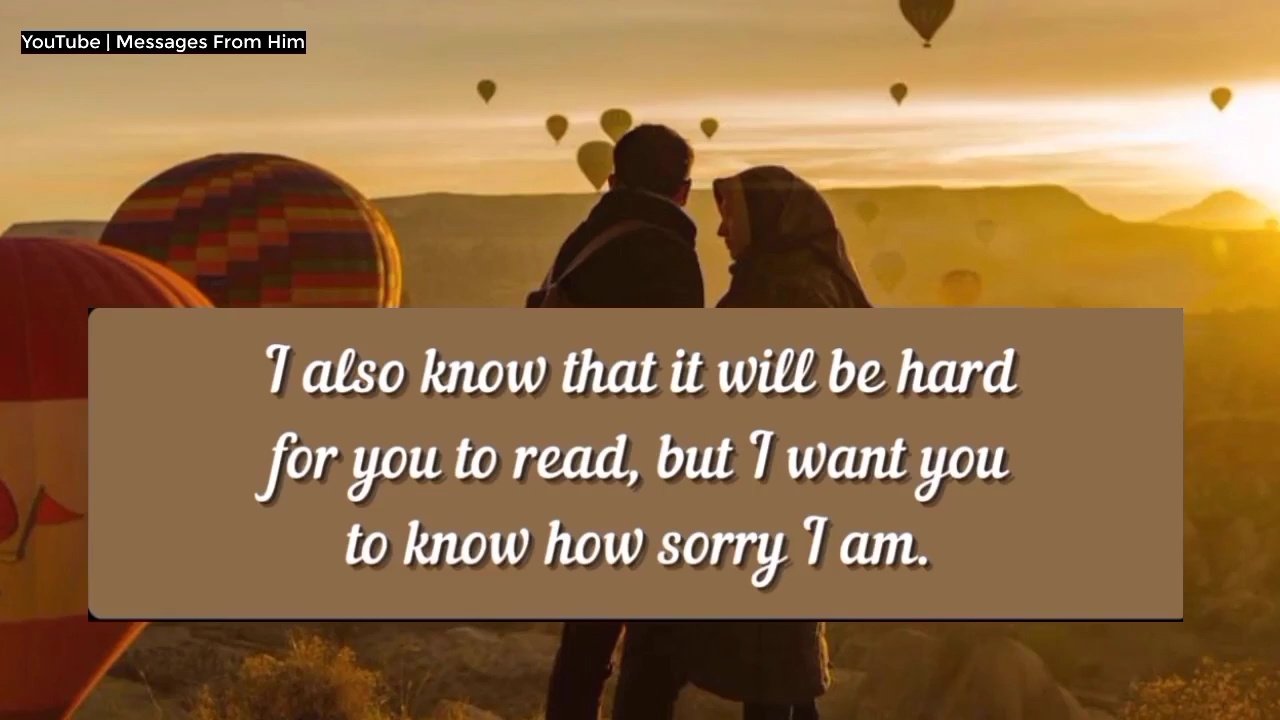 YouTube | Messages From Him
I also know that it will be hard
for you to read, but I want you
to know how sorry I am.